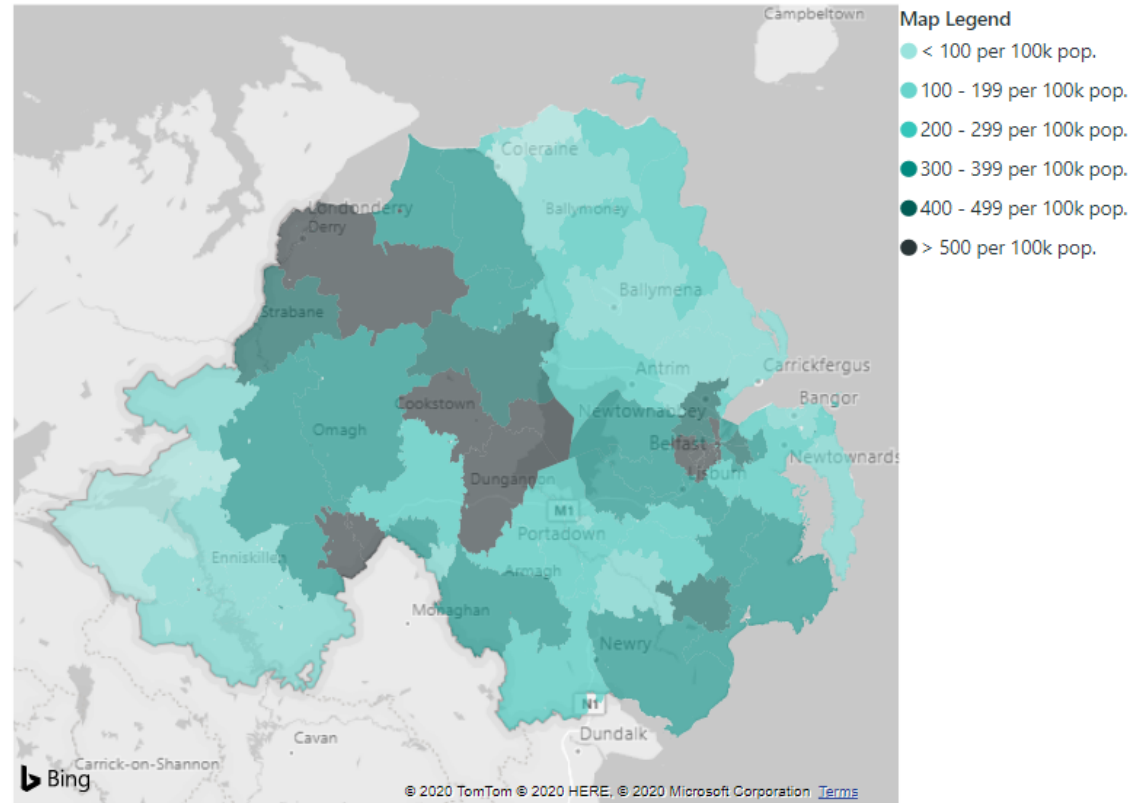 Campbeltown
Map Legend
< 100 per 100k pop.
100 - 199 per 100k pop.
200 - 299 per 100k pop.
300 - 399 per 100k pop.
400 - 499 per 100k pop.
> 500 per 100k pop.
Coleraine
Londonderry
Derry
Ballymoney
Ballymena
Strabane
Antrim
Carrickfergus
Bangor
Cookstown
Newtownabbey
Omagh
Belfast
Newtownards
Lisburn
Dungannon
M1
Portadown
Enniskillen
Armagh
Monaghan
Newry
N1
Dundalk
Cavan
Carrick-on-Shannon
Bing
© 2020 TomTom © 2020 HERE, © 2020 Microsoft Corporation Terms